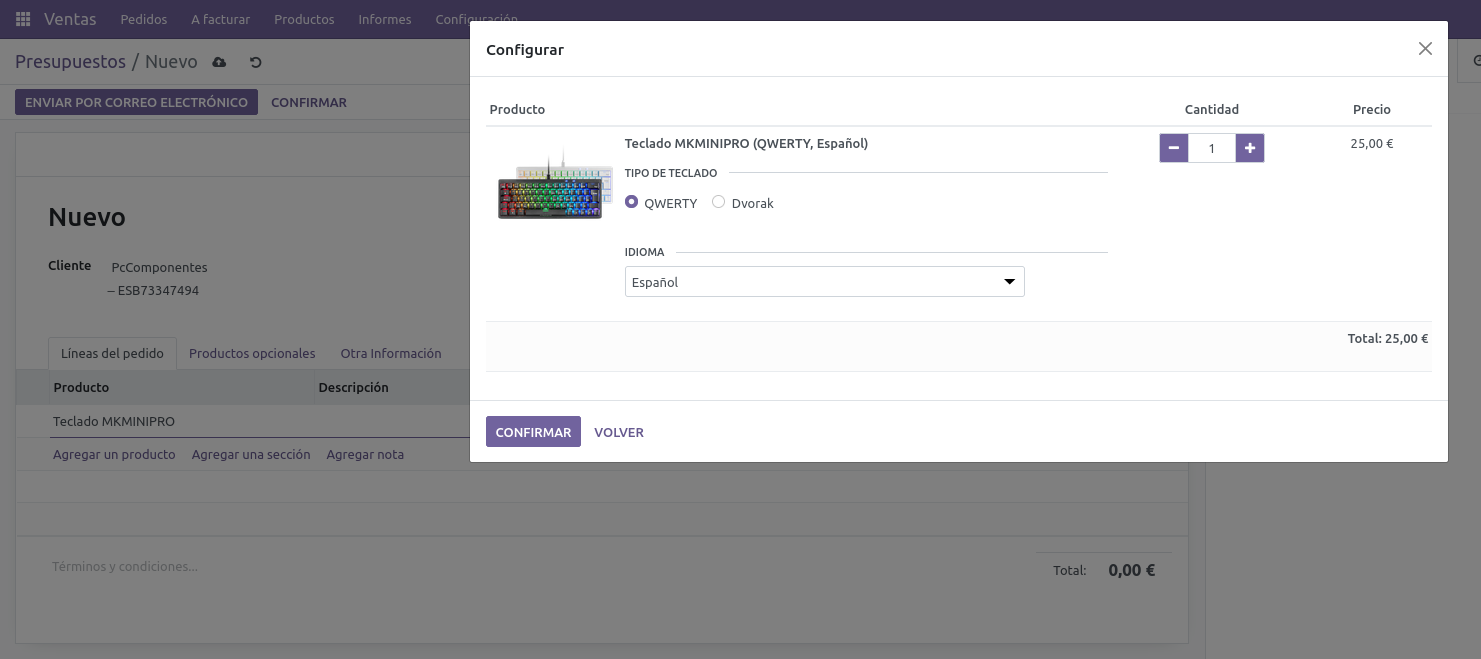 Ventas Pedidos A facturar Productos Informes Configuración
Presupuestos / Nuevo
ENVIAR POR CORREO ELECTRÓNICO CONFIRMAR
Nuevo
Cliente PcComponentes
– ESB73347494
Líneas del pedido Productos opcionales Otra Información
Producto Descripción
Teclado MKMINIPRO
Agregar un producto Agregar una sección Agregar nota
Términos y condiciones...
Total: 0,00 €
Configurar
Producto Cantidad Precio
Teclado MKMINIPRO (QWERTY, Español) 1 25,00 €
TIPO DE TECLADO
QWERTY Dvorak
IDIOMA
Español
Total: 25,00 €
CONFIRMAR VOLVER